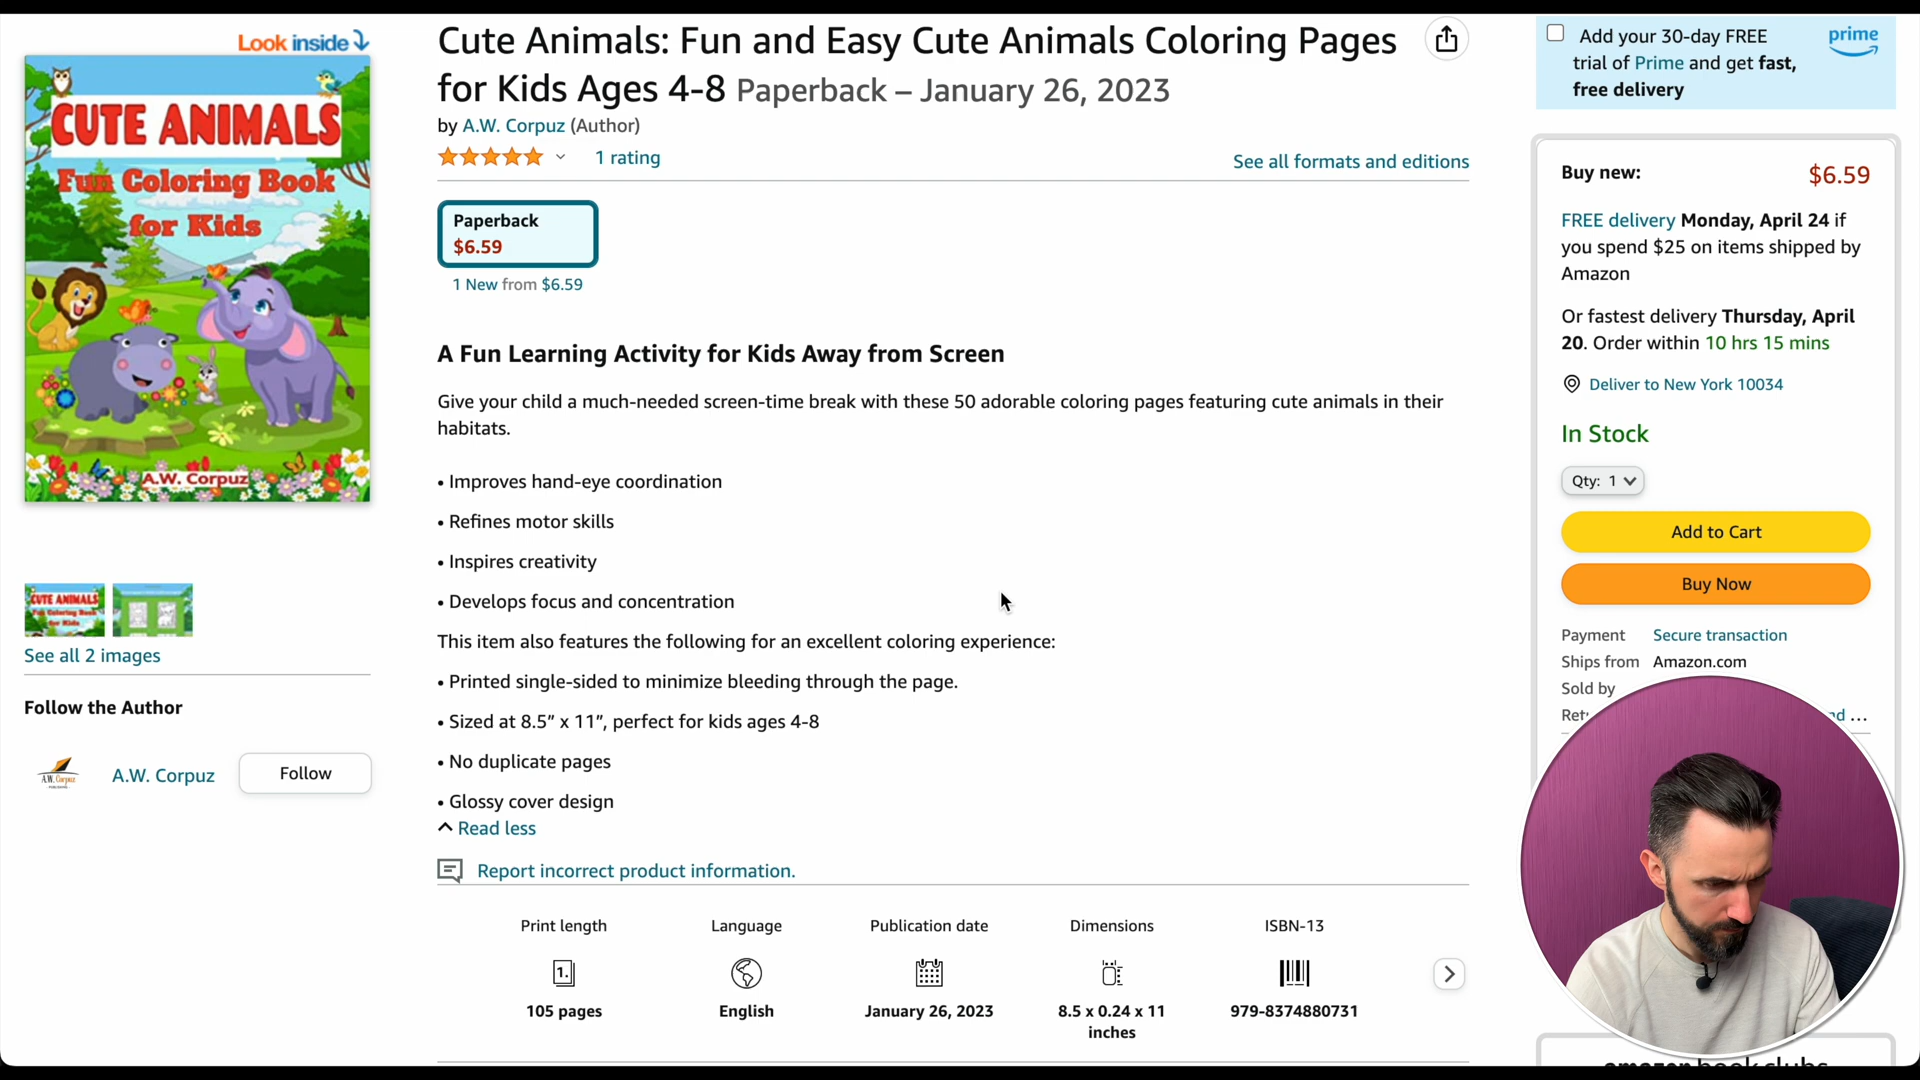 Look inside
CUTE ANIMALS
Fun Coloring Book
for Kids
A.W. Corpuz
CUTE ANIMALS
Fun Coloring Book
for Kids
See all 2 images
Follow the Author
A.W. Corpuz
A.W. Corpuz
Follow
Cute Animals: Fun and Easy Cute Animals Coloring Pages
for Kids Ages 4-8 Paperback – January 26, 2023
by A.W. Corpuz (Author)
1 rating
See all formats and editions
Paperback
$6.59
1 New from $6.59
A Fun Learning Activity for Kids Away from Screen
Give your child a much-needed screen-time break with these 50 adorable coloring pages featuring cute animals in their
habitats.
• Improves hand-eye coordination
• Refines motor skills
• Inspires creativity
• Develops focus and concentration
This item also features the following for an excellent coloring experience:
• Printed single-sided to minimize bleeding through the page.
• Sized at 8.5” x 11”, perfect for kids ages 4-8
• No duplicate pages
• Glossy cover design
Read less
Report incorrect product information.
Print length
Language
Publication date
Dimensions
ISBN-13
1.
105 pages
English
January 26, 2023
8.5 x 0.24 x 11
inches
979-8374880731
Add your 30-day FREE
trial of Prime and get fast,
free delivery
prime
Buy new:
$6.59
FREE delivery Monday, April 24 if
you spend $25 on items shipped by
Amazon
Or fastest delivery Thursday, April
20. Order within 10 hrs 15 mins
Deliver to New York 10034
In Stock
Qty: 1
Add to Cart
Buy Now
Payment Secure transaction
Ships from Amazon.com
Sold by
amazon book clubs